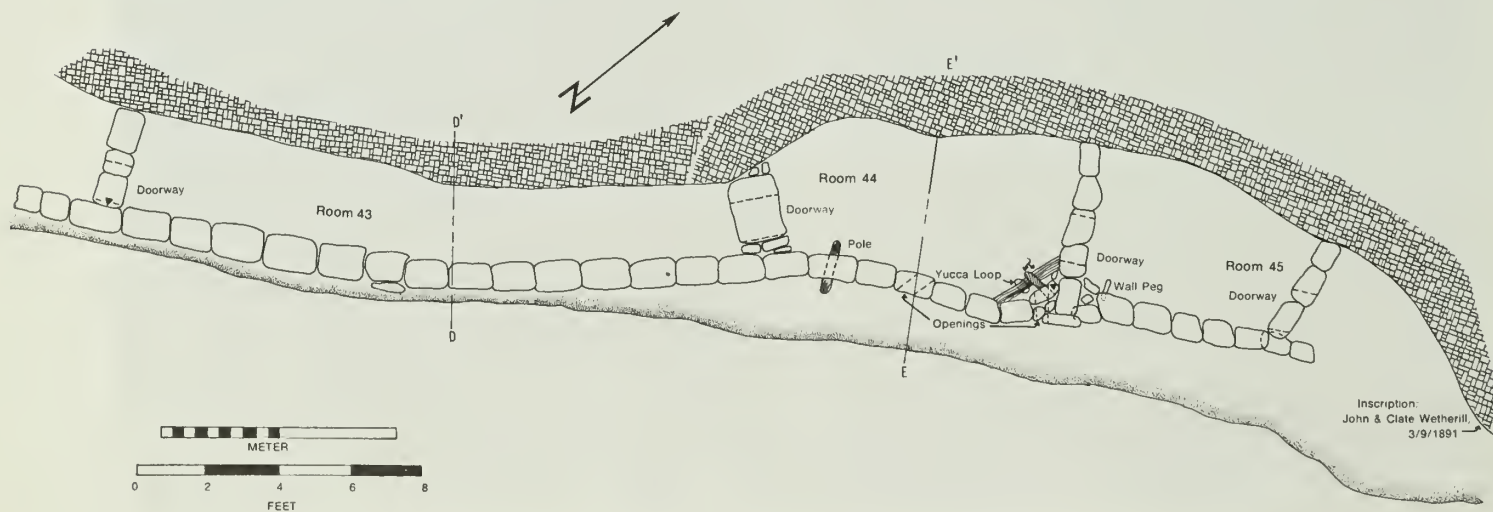 N
E'
D'
Room 44
Doorway
Doorway
Room 43
Pole
Yucca Loop
Doorway
Room 45
Wall Peg
Doorway
Openings
D
E
Inscription:
John & Clate Wetherill,
3/9/1891
METER
0 2 4 6 8
FEET